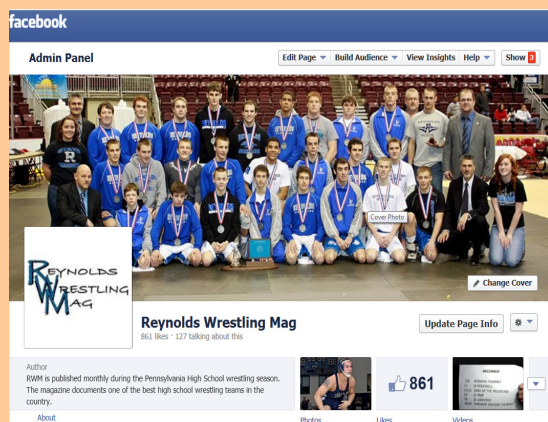 facebook
Admin Panel
Edit Page Build Audience View Insights Help Show 3
REYNOLDS
R
Cover Photo
REYNOLDS
WRESTLING
MAG
Change Cover
Reynolds Wrestling Mag
861 likes · 127 talking about this
Update Page Info
Author
RWM is published monthly during the Pennsylvania High School wrestling season.
The magazine documents one of the best high school wrestling teams in the
country.
About
861
DECEMBER
Photos
Likes
Videos